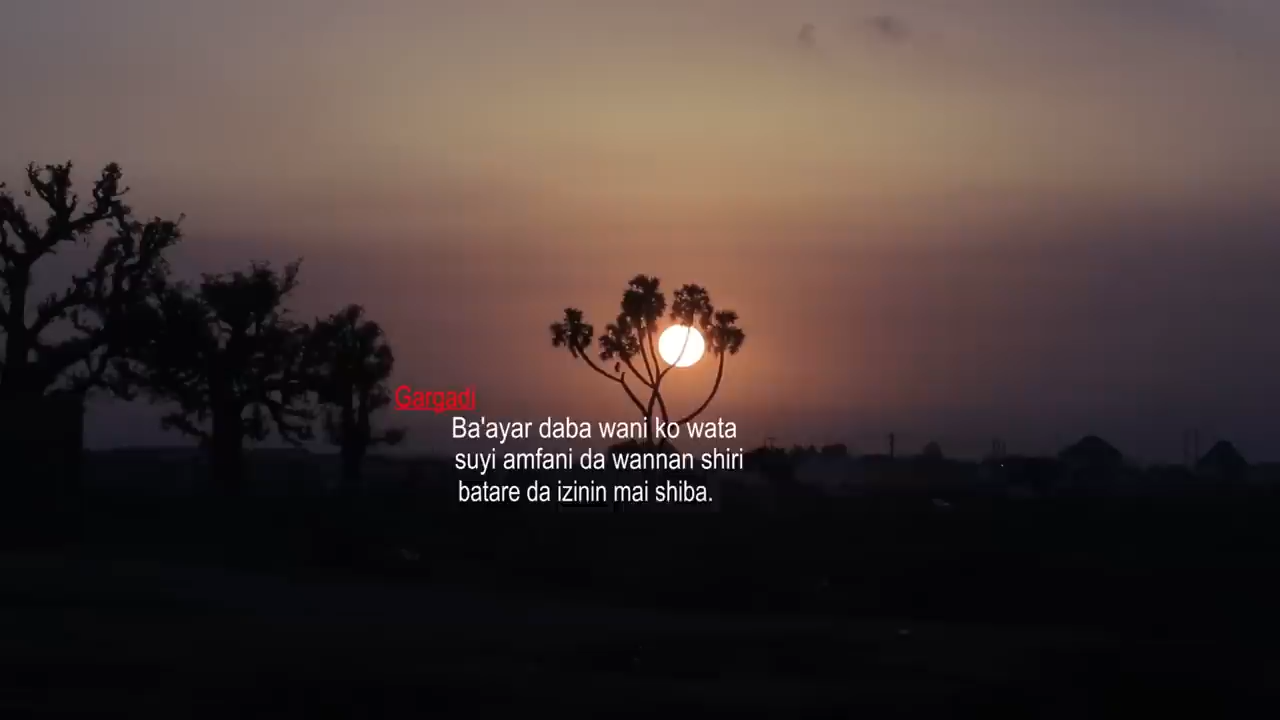 Gargadi
Ba'ayar daba wani ko wata
suyi amfani da wannan shiri
batare da izinin mai shiba.